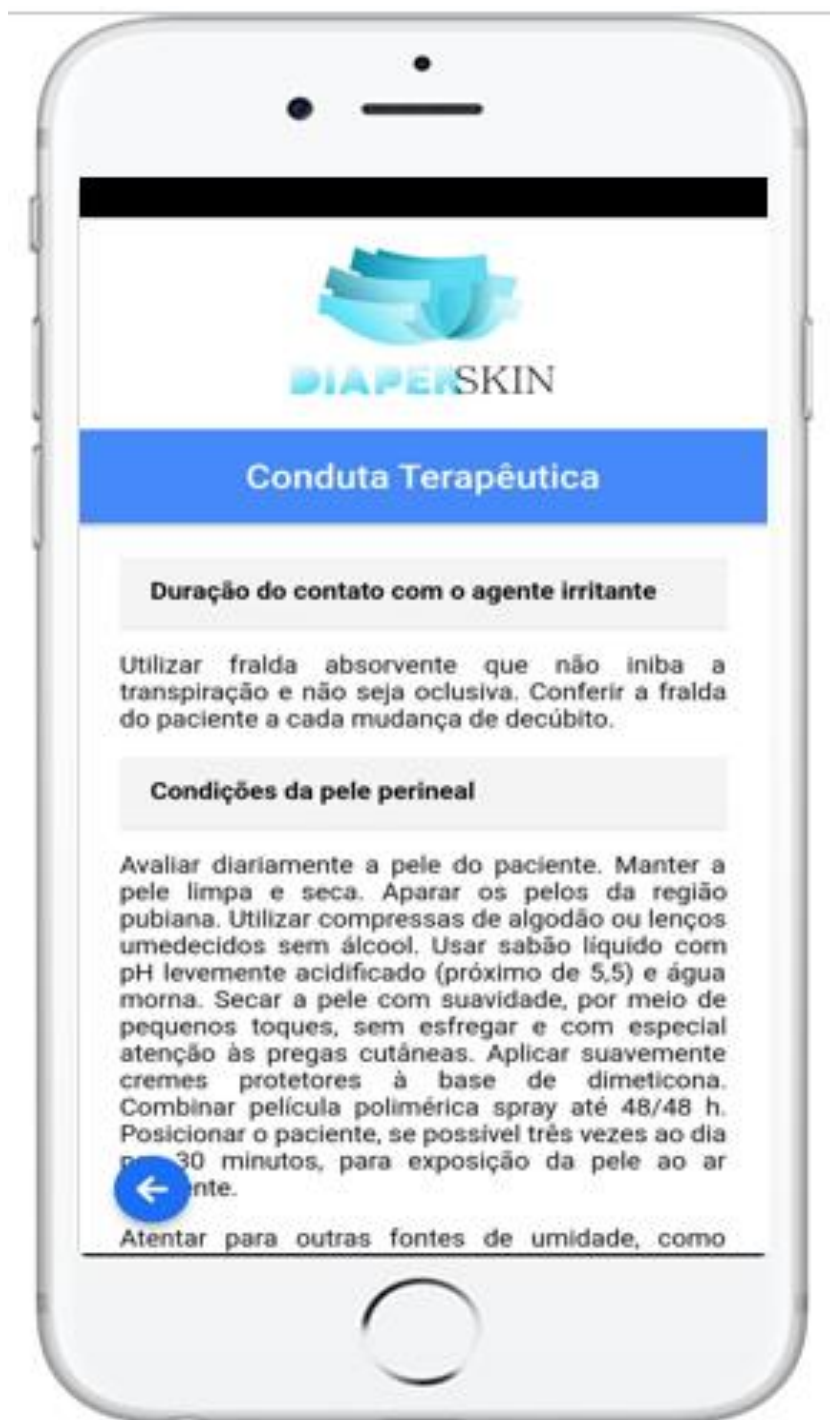 DIAPERSKIN
Conduta Terapêutica
Duração do contato com o agente irritante
Utilizar fralda absorvente que não iniba a
transpiração e não seja oclusiva. Conferir a fralda
do paciente a cada mudança de decúbito.
Condições da pele perineal
Avaliar diariamente a pele do paciente. Manter a
pele limpa e seca. Aparar os pelos da região
pubiana. Utilizar compressas de algodão ou lenços
umedecidos sem álcool. Usar sabão líquido com
pH levemente acidificado (próximo de 5,5) e água
morna. Secar a pele com suavidade, por meio de
pequenos toques, sem esfregar e com especial
atenção às pregas cutâneas. Aplicar suavemente
cremes protetores à base de dimeticona.
Combinar película polimérica spray até 48/48 h.
Posicionar o paciente, se possível três vezes ao dia
30 minutos, para exposição da pele ao ar
Atentar para outras fontes de umidade, como